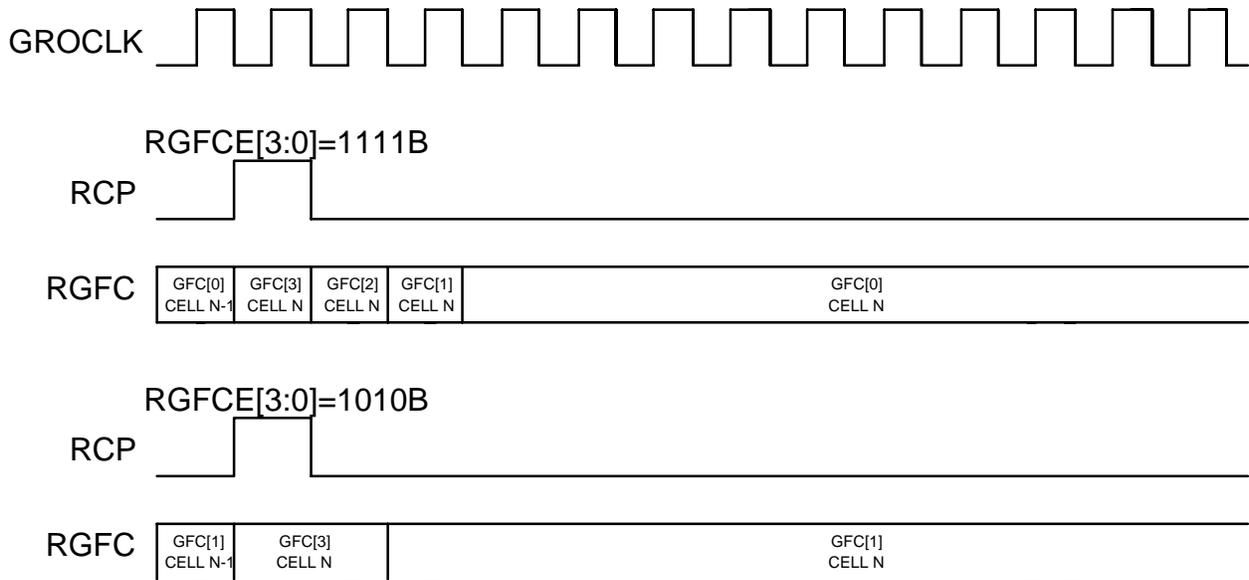 GROCLK
RGFCE[3:0]=1111B
RCP
RGFC
GFC[0] GFC[3] GFC[2] GFC[1] GFC[0]
CELL N-1 CELL N CELL N CELL N CELL N
RGFCE[3:0]=1010B
RCP
RGFC
GFC[1] GFC[3] GFC[1]
CELL N-1 CELL N CELL N